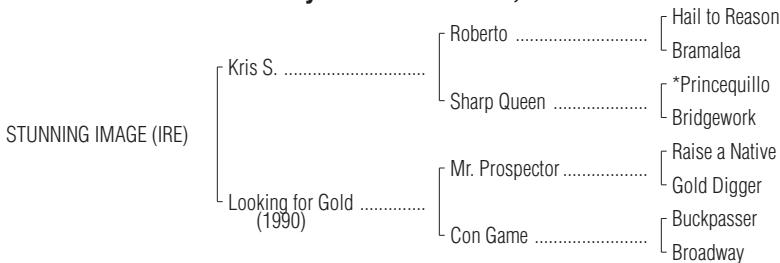 Hail to Reason
Roberto ................................
Bramalea
Kris S. ..................................
*Princequillo
Sharp Queen .......................
Bridgework
STUNNING IMAGE (IRE)
Raise a Native
Mr. Prospector.....................
Gold Digger
Looking for Gold ................
(1990)
Buckpasser
Con Game ...........................
Broadway